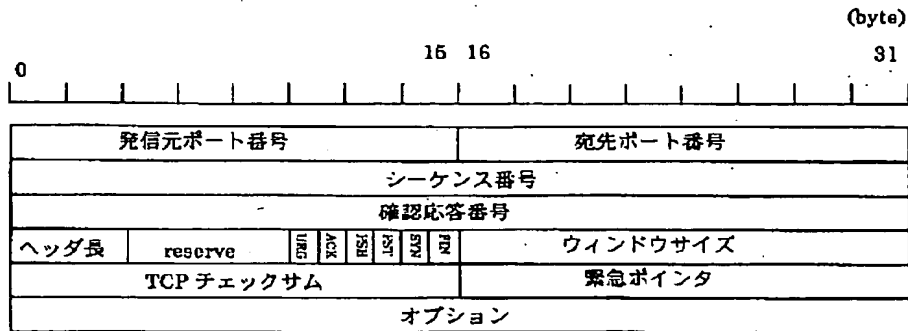 (byte)
0 15 16 31
発信元ポート番号 宛先ポート番号
シーケンス番号
確認応答番号
ヘッダ長 reserve URG ACK PSH RST SYN FIN ウィンドウサイズ
TCP チェックサム 緊急ポインタ
オプション